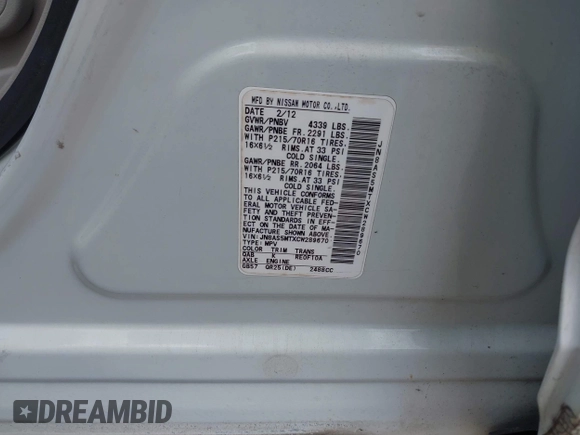 MFD BY NISSAN MOTOR CO.,LTD.
DATE 2/12
GVWR/PNBV 4339 LBS.
GAWR/PNBE FR. 2291 LBS.
WITH P215/70R16 TIRES.
16X6½ RIMS. AT 33 PSI
COLD SINGLE.
GAWR/PNBE RR. 2064 LBS.
WITH P215/70R16 TIRES.
16X6½ RIMS. AT 33 PSI
COLD SINGLE.
THIS VEHICLE CONFORMS
TO ALL APPLICABLE FED-
ERAL MOTOR VEHICLE SA-
FETY AND THEFT PREVEN-
TION STANDARDS IN EFFECT
ON THE DATE OF MA-
NUFACTURE SHOWN ABOVE.
VIN:JN8AS5MTXCW289670
TYPE: MPV
COLOR TRIM TRANS
QAB K RE0F10A
AXLE ENGINE
GB57 QR25(DE) 2488CC
JN8AS5MTXCW289670
DREAMBID